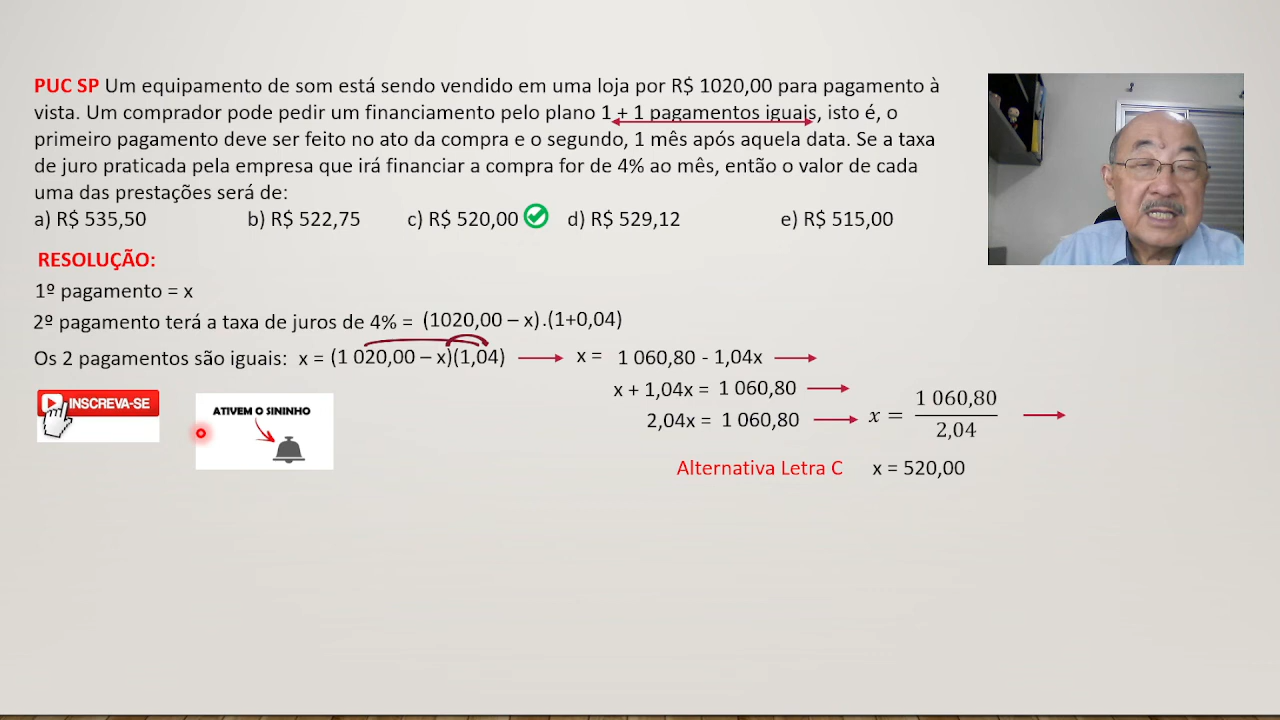 PUC SP Um equipamento de som está sendo vendido em uma loja por R$ 1020,00 para pagamento à
vista. Um comprador pode pedir um financiamento pelo plano 1 + 1 pagamentos iguais, isto é, o
primeiro pagamento deve ser feito no ato da compra e o segundo, 1 mês após aquela data. Se a taxa
de juro praticada pela empresa que irá financiar a compra for de 4% ao mês, então o valor de cada
uma das prestações será de:
a) R$ 535,50 b) R$ 522,75 c) R$ 520,00 d) R$ 529,12 e) R$ 515,00
RESOLUÇÃO:
1º pagamento = x
2º pagamento terá a taxa de juros de 4% = (1020,00 – x).(1+0,04)
Os 2 pagamentos são iguais: x = (1 020,00 – x)(1,04) x = 1 060,80 - 1,04x
x + 1,04x = 1 060,80
2,04x = 1 060,80
x = 1 060,80
2,04
Alternativa Letra C x = 520,00
INSCREVA-SE
ATIVEM O SININHO